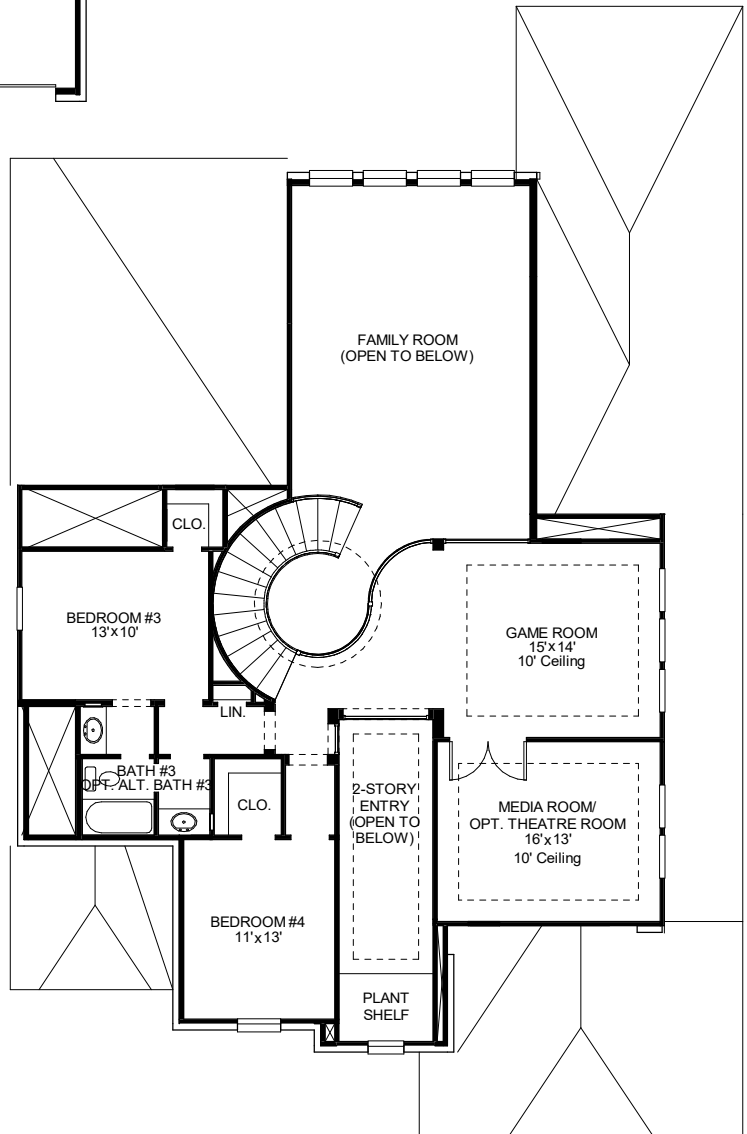 FAMILY ROOM
(OPEN TO BELOW)
CLO.
BEDROOM #3
13'x10'
GAME ROOM
15'x14'
10' Ceiling
LIN.
BATH #3
OPT. ALT. BATH #3
CLO.
2-STORY
ENTRY
(OPEN TO
BELOW)
MEDIA ROOM/
OPT. THEATRE ROOM
16'x13'
10' Ceiling
BEDROOM #4
11'x13'
PLANT
SHELF